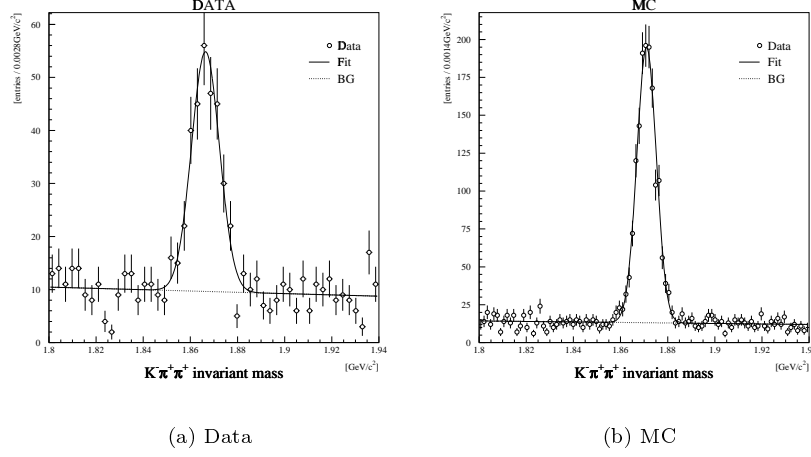 DATA
[entries / 0.0028GeV/c²]
60
50
40
30
20
10
0
Data
Fit
BG
1.8 1.82 1.84 1.86 1.88 1.9 1.92 1.94
[GeV/c²]
K⁻π⁺π⁺ invariant mass
(a) Data
MC
[entries / 0.0014GeV/c²]
200
175
150
125
100
75
50
25
0
Data
Fit
BG
1.8 1.82 1.84 1.86 1.88 1.9 1.92 1.9
[GeV/c²]
K⁻π⁺π⁺ invariant mass
(b) MC